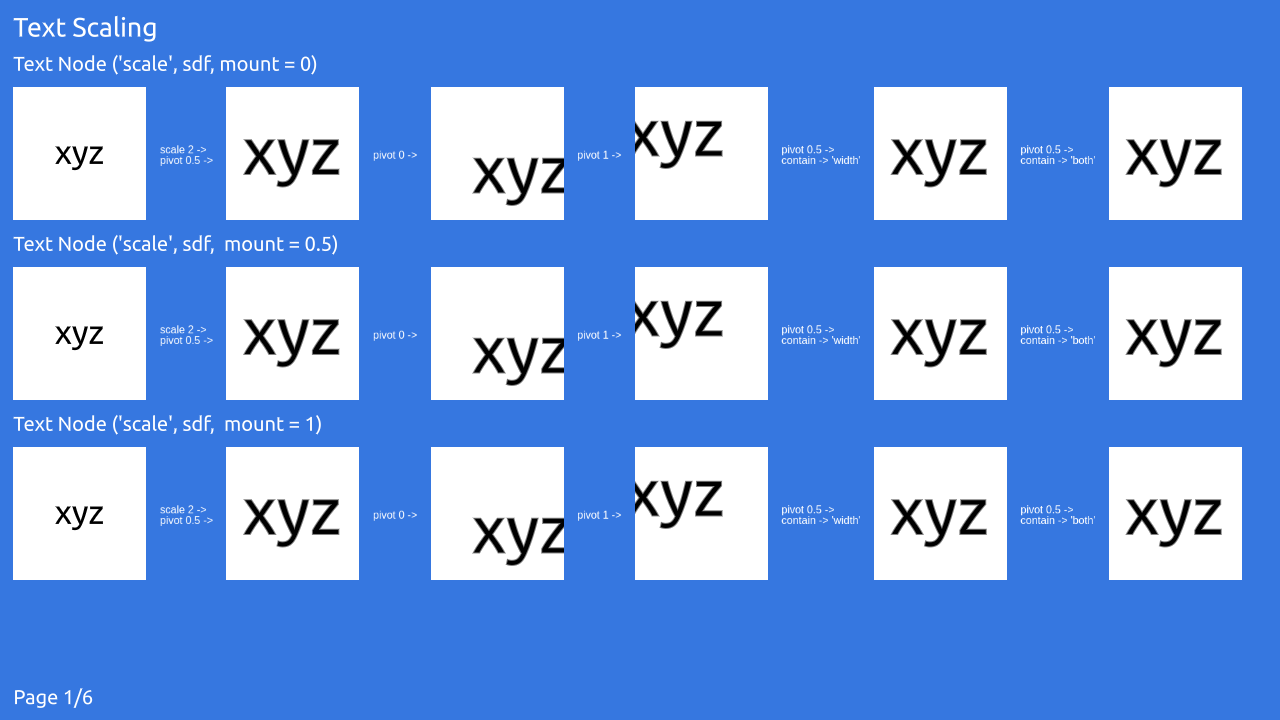 Text Scaling
Text Node ('scale', sdf, mount = 0)
xyz
scale 2 ->
pivot 0.5 ->
xyz
pivot 0 ->
xyz
pivot 1 ->
xyz
pivot 0.5 ->
contain -> 'width'
xyz
pivot 0.5 ->
contain -> 'both'
xyz
Text Node ('scale', sdf,  mount = 0.5)
xyz
scale 2 ->
pivot 0.5 ->
xyz
pivot 0 ->
xyz
pivot 1 ->
xyz
pivot 0.5 ->
contain -> 'width'
xyz
pivot 0.5 ->
contain -> 'both'
xyz
Text Node ('scale', sdf,  mount = 1)
xyz
scale 2 ->
pivot 0.5 ->
xyz
pivot 0 ->
xyz
pivot 1 ->
xyz
pivot 0.5 ->
contain -> 'width'
xyz
pivot 0.5 ->
contain -> 'both'
xyz
Page 1/6